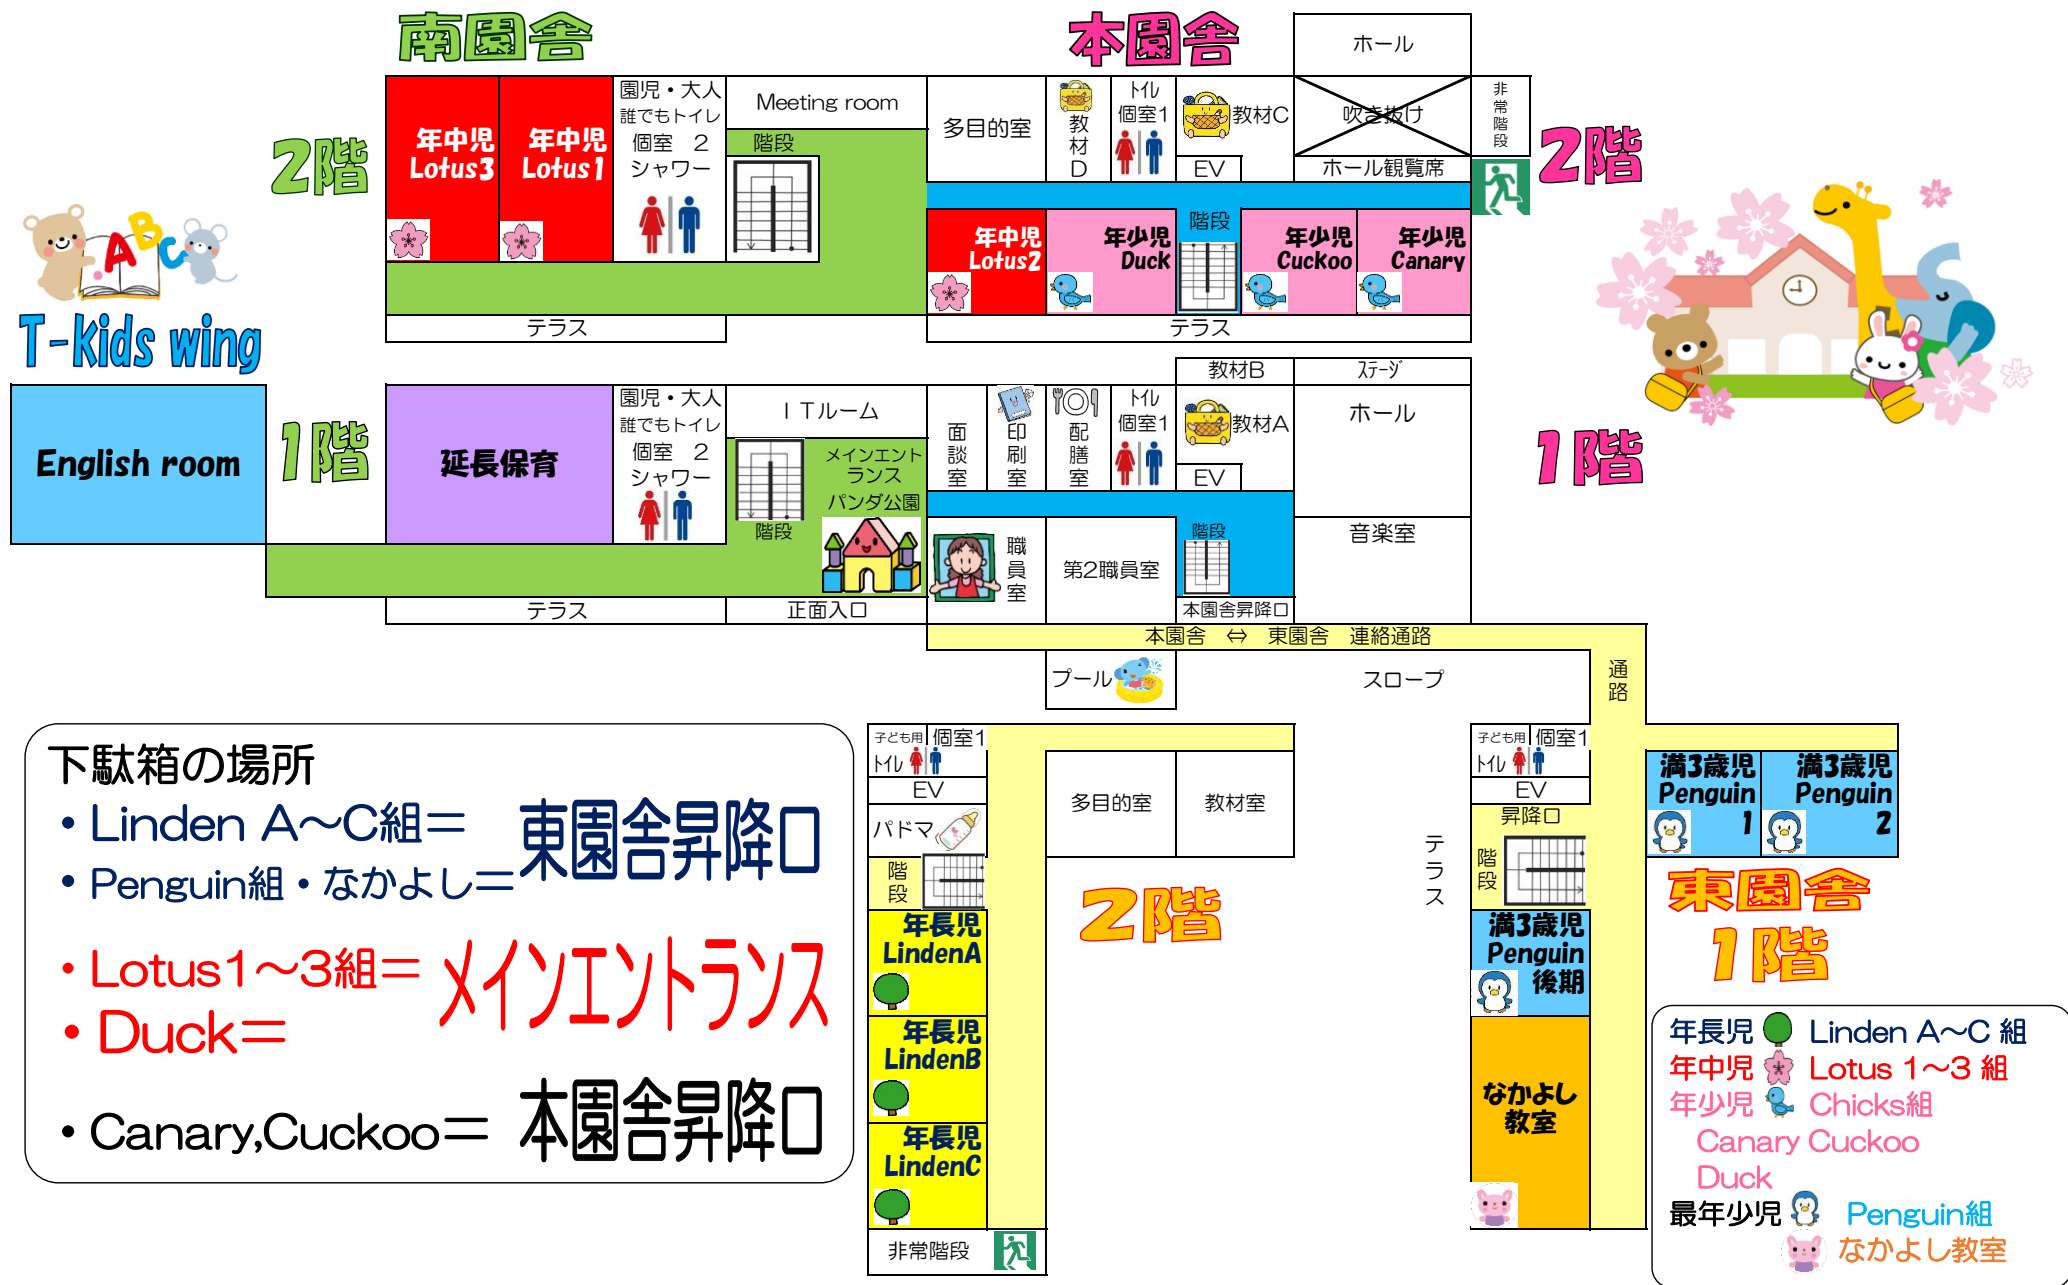 南園舎
本園舎
2階
年中児
Lotus3
年中児
Lotus1
園児・大人
誰でもトイレ
個室 2
シャワー
Meeting room
階段
多目的室
教材D
トイレ
個室1
教材C
EV
ホール
吹き抜け
ホール観覧席
非常階段
2階
年中児
Lotus2
年少児
Duck
階段
年少児
Cuckoo
年少児
Canary
テラス
テラス
ABC
T-Kids wing
English room
1階
延長保育
園児・大人
誰でもトイレ
個室 2
シャワー
ITルーム
階段
メインエント
ランス
パンダ公園
面談室
印刷室
配膳室
トイレ
個室1
教材B
教材A
EV
ステージ
ホール
音楽室
1階
職員室
第2職員室
階段
本園舎昇降口
テラス
正面入口
本園舎 ⇔ 東園舎 連絡通路
プール
スロープ
通路
下駄箱の場所
・Linden A～C組＝
・Penguin組・なかよし＝
東園舎昇降口
・Lotus1～3組＝
・Duck＝
メインエントランス
・Canary,Cuckoo＝ 本園舎昇降口
子ども用
トイレ
個室1
EV
パドマ
階段
多目的室
教材室
2階
年長児
LindenA
年長児
LindenB
年長児
LindenC
非常階段
テラス
子ども用
トイレ
個室1
EV
昇降口
階段
満3歳児
Penguin
後期
なかよし
教室
満3歳児
Penguin
1
満3歳児
Penguin
2
東園舎
1階
年長児 Linden A～C 組
年中児 Lotus 1～3 組
年少児 Chicks組
Canary Cuckoo
Duck
最年少児 Penguin組
なかよし教室